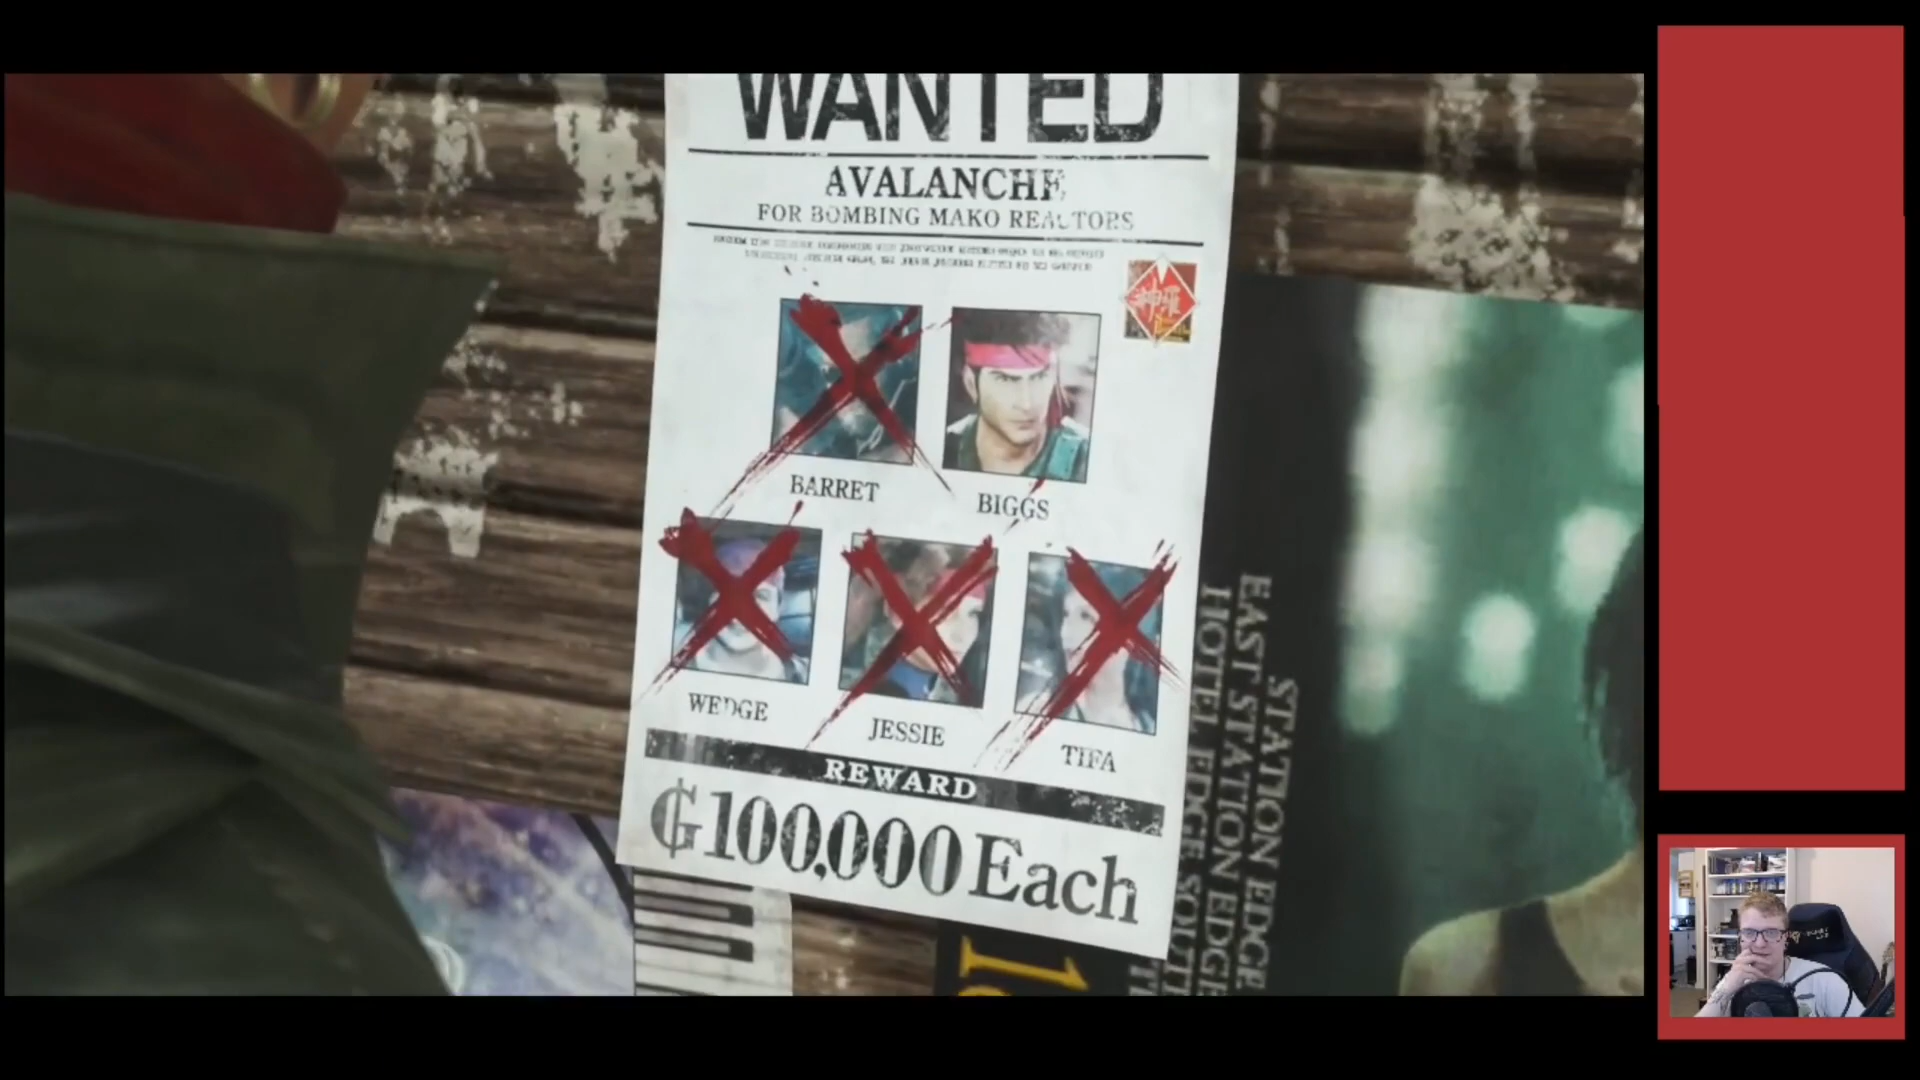 WANTED
AVALANCHE
FOR BOMBING MAKO REACTORS
BARRET
BIGGS
WEDGE
JESSIE
TIFA
REWARD
₲100,000 Each
STATION EDGE
EAST STATION EDGE
HOTEL EDGE SOUTH